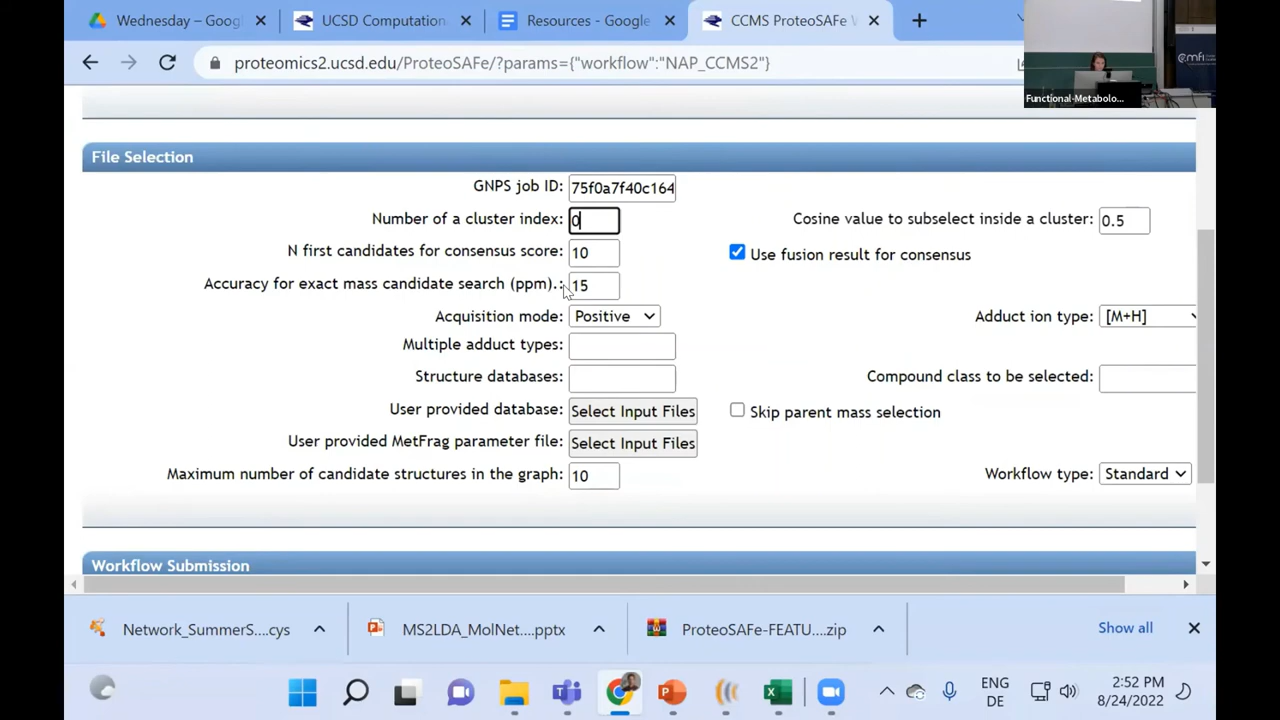 Wednesday – Googl
UCSD Computationa
Resources - Google
CCMS ProteoSAFe W
proteomics2.ucsd.edu/ProteoSAFe/?params={"workflow":"NAP_CCMS2"}
mfi
Functional-Metabolo...
File Selection
GNPS job ID: 75f0a7f40c164
Number of a cluster index: 0 Cosine value to subselect inside a cluster: 0.5
N first candidates for consensus score: 10 Use fusion result for consensus
Accuracy for exact mass candidate search (ppm).: 15
Acquisition mode: Positive Adduct ion type: [M+H]
Multiple adduct types:
Structure databases: Compound class to be selected:
User provided database: Select Input Files Skip parent mass selection
User provided MetFrag parameter file: Select Input Files
Maximum number of candidate structures in the graph: 10 Workflow type: Standard
Workflow Submission
Network_SummerS....cys MS2LDA_MolNet....pptx ProteoSAFe-FEATU....zip Show all
ENG 2:52 PM
DE 8/24/2022